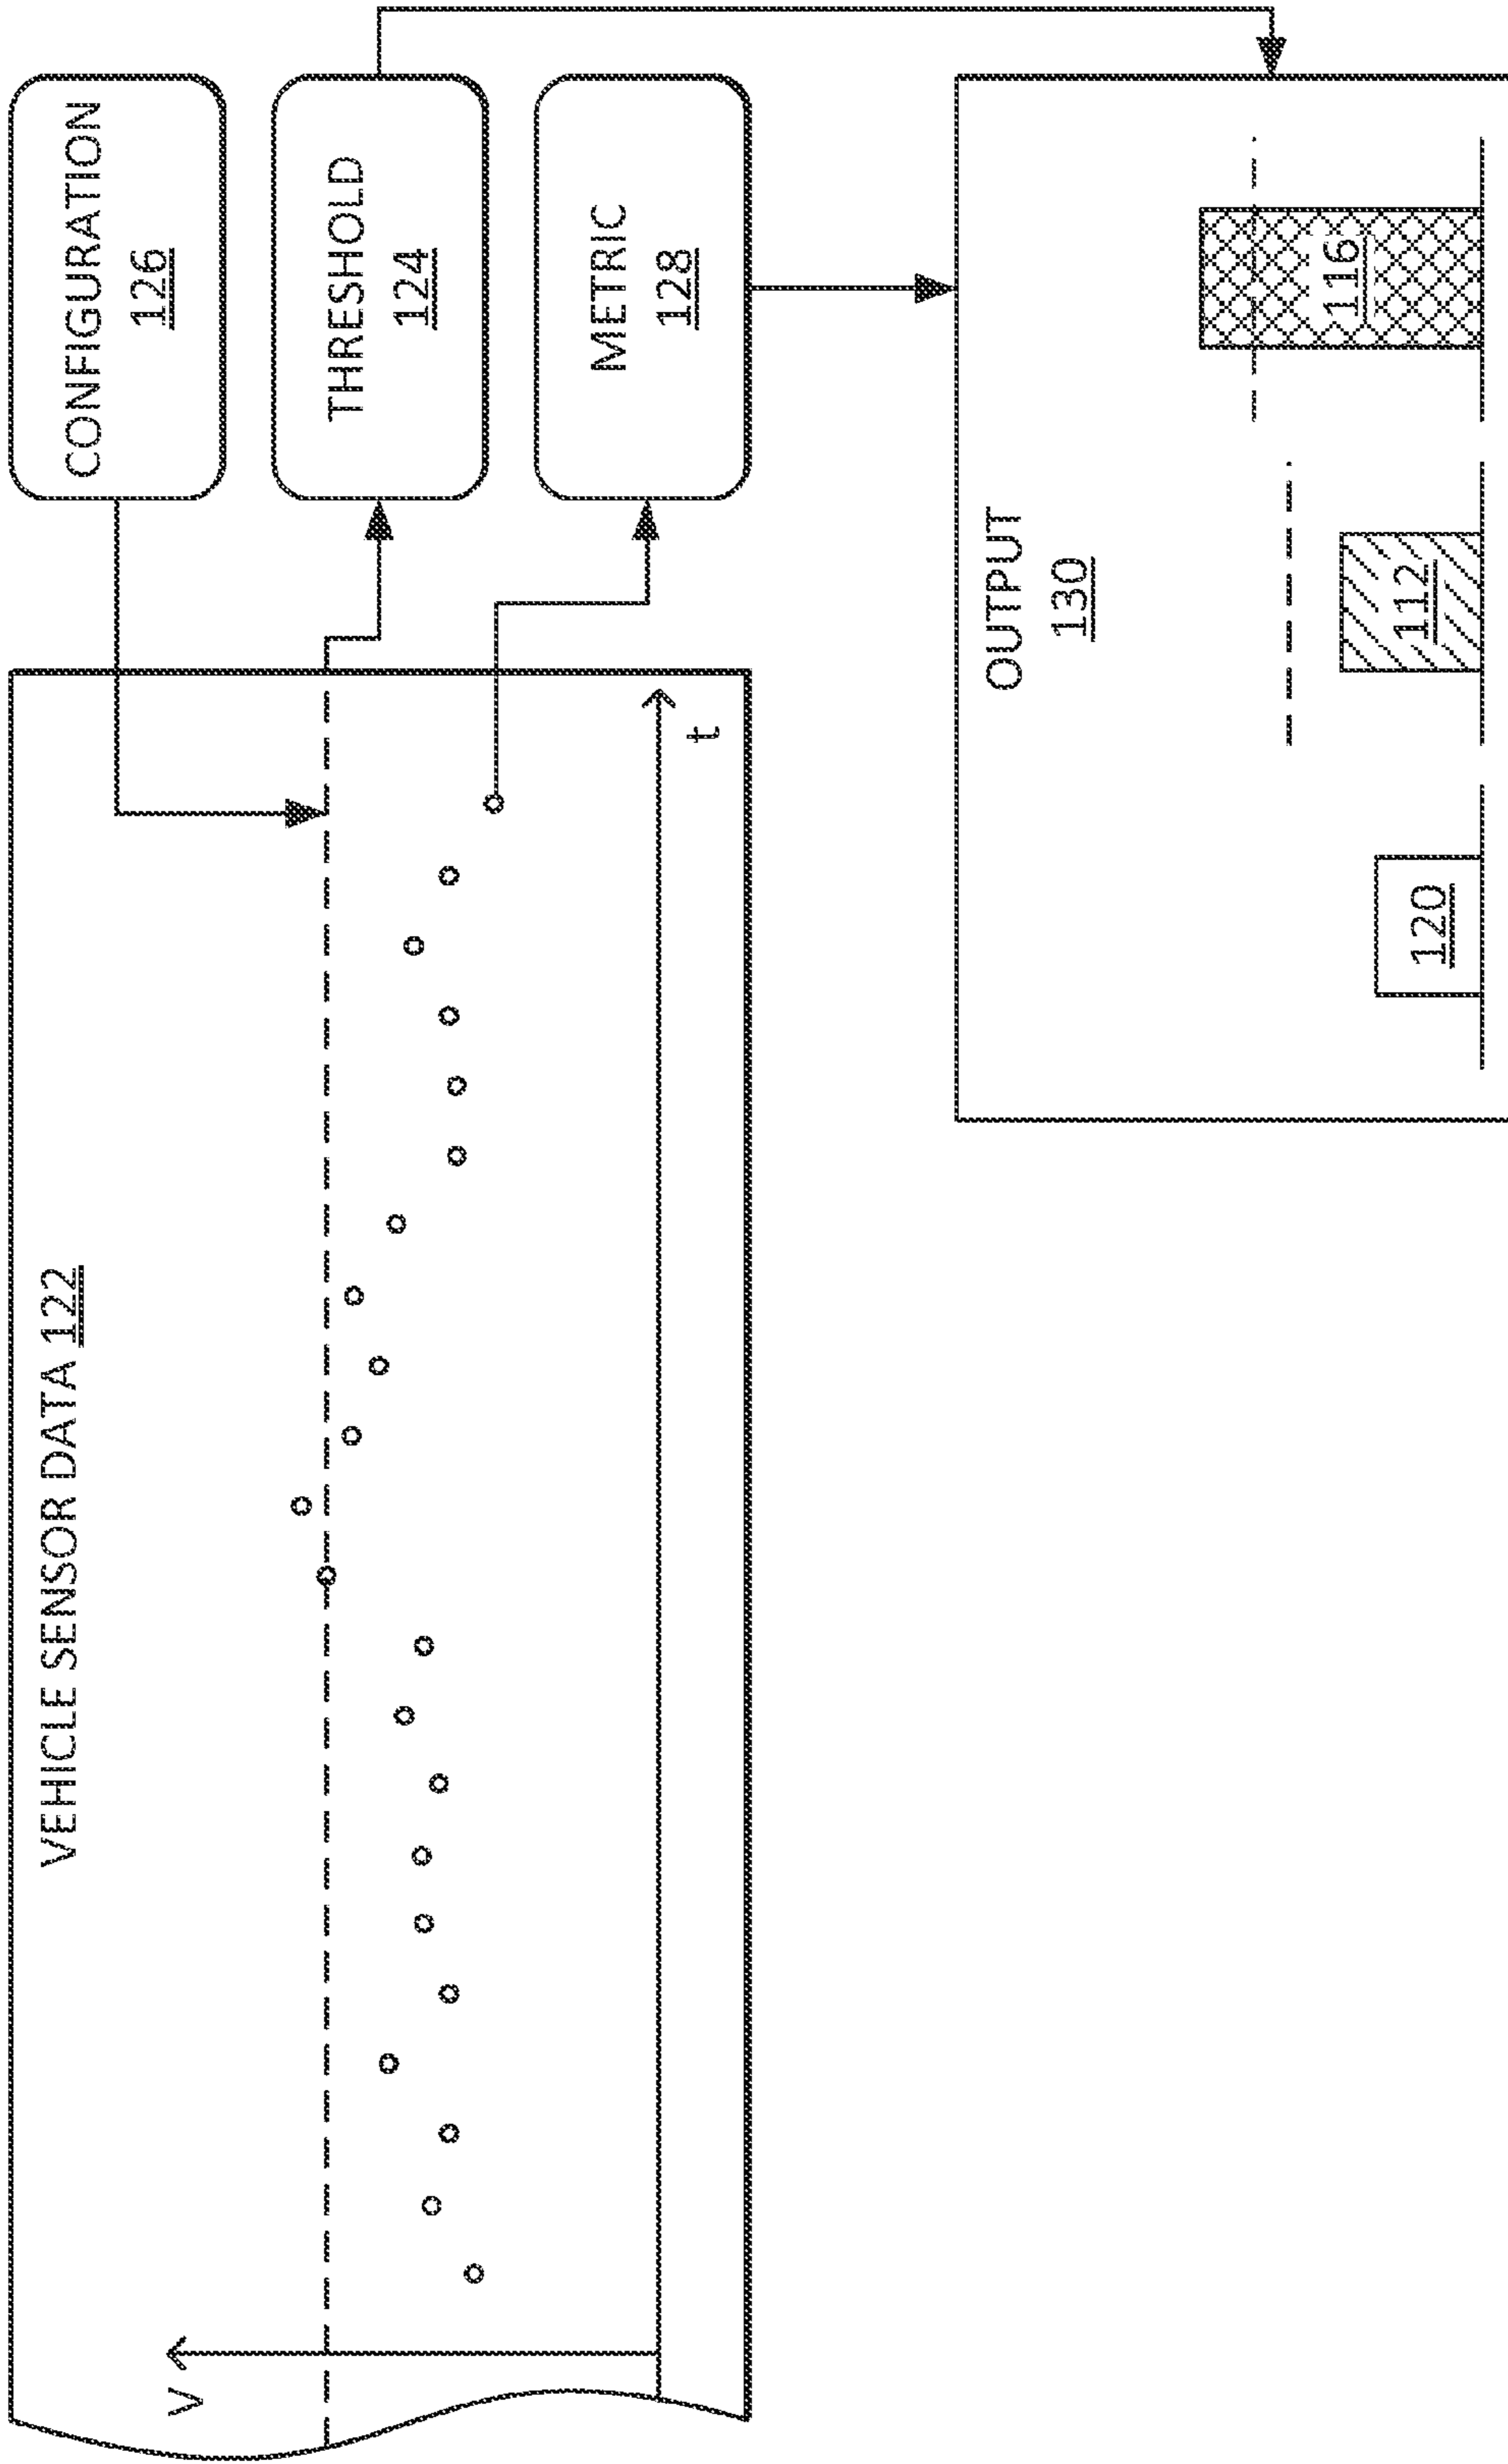 VEHICLE SENSOR DATA 122
V
t
CONFIGURATION
126
THRESHOLD
124
METRIC
128
OUTPUT
130
120
112
116